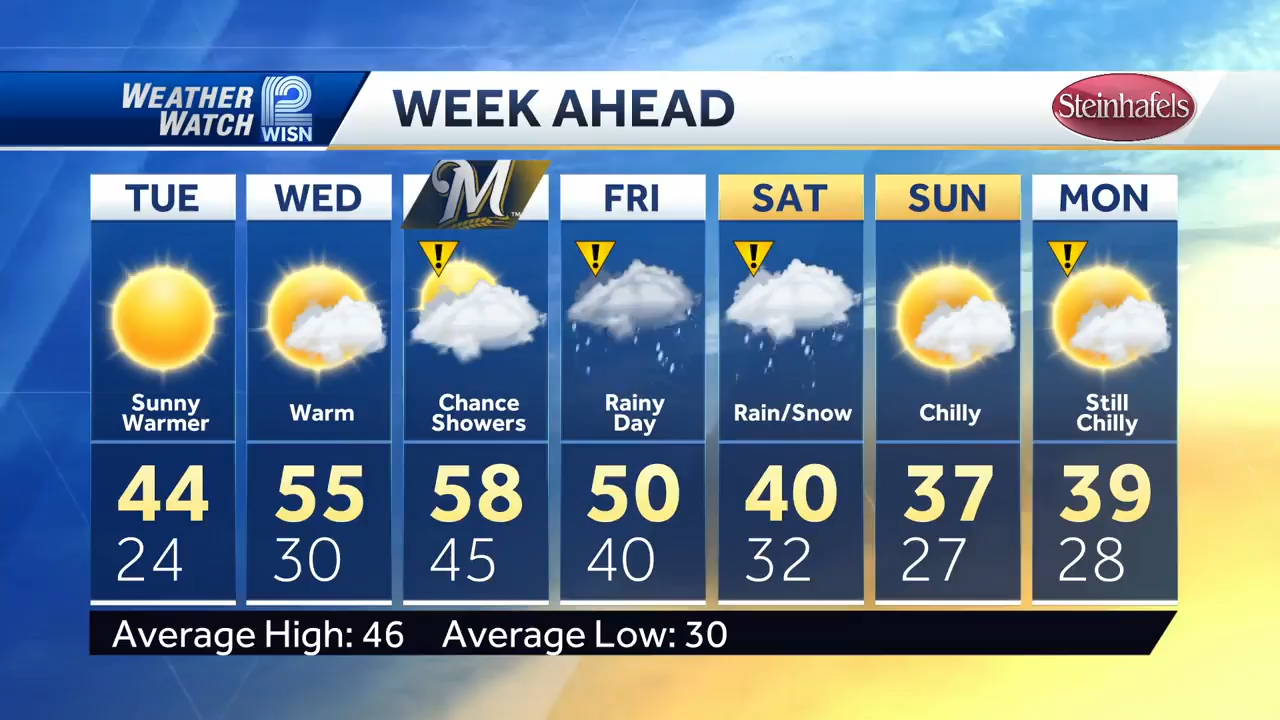 WEATHER
WATCH
12
WISN
WEEK AHEAD
Steinhafels
TUE
WED
M
™
FRI
SAT
SUN
MON
!
!
!
!
Sunny
Warmer
Warm
Chance
Showers
Rainy
Day
Rain/Snow
Chilly
Still
Chilly
44
55
58
50
40
37
39
24
30
45
40
32
27
28
Average High: 46 Average Low: 30